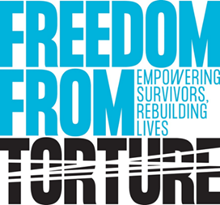 FREEDOM
FROM
EMPOWERING
SURVIVORS,
REBUILDING
LIVES
TORTURE